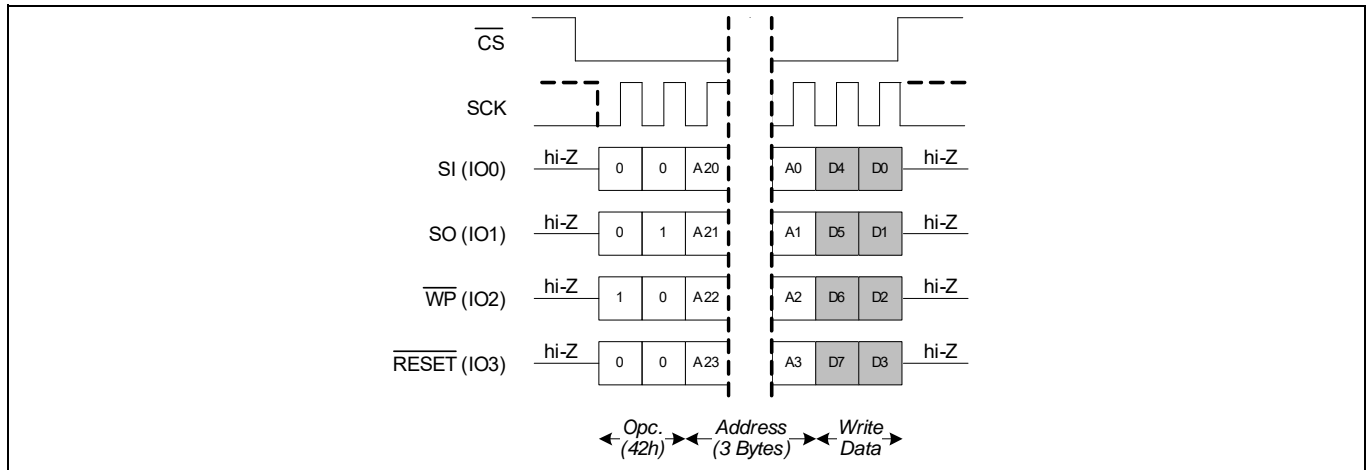 CS
SCK
SI (IO0) hi-Z 0 0 A20 A0 D4 D0 hi-Z
SO (IO1) hi-Z 0 1 A21 A1 D5 D1 hi-Z
WP (IO2) hi-Z 1 0 A22 A2 D6 D2 hi-Z
RESET (IO3) hi-Z 0 0 A23 A3 D7 D3 hi-Z
Opc. Address Write
(42h) (3 Bytes) Data